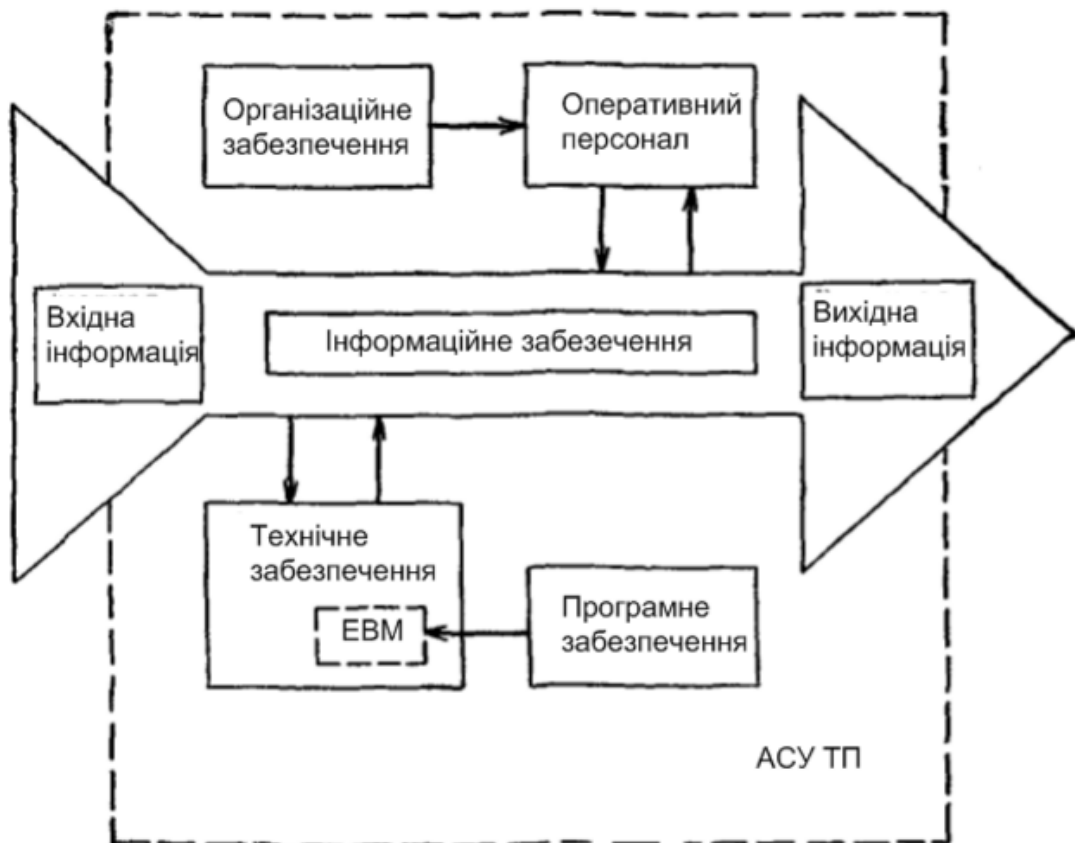 Організаційне
забезпечення
Оперативний
персонал
Вхідна
інформація
Інформаційне забезечення
Вихідна
інформація
Технічне
забезпечення
ЕВМ
Програмне
забезпечення
АСУ ТП